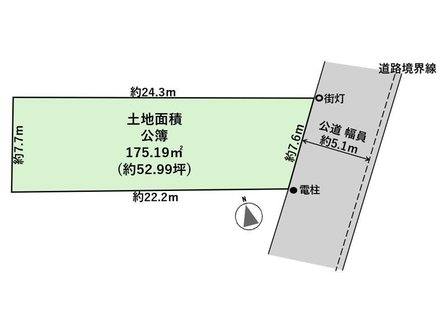 道路境界線
約24.3m
街灯
土地面積
公簿
175.19㎡
(約52.99坪)
約7.7m
約7.6m
公道 幅員
約5.1m
電柱
約22.2m
N